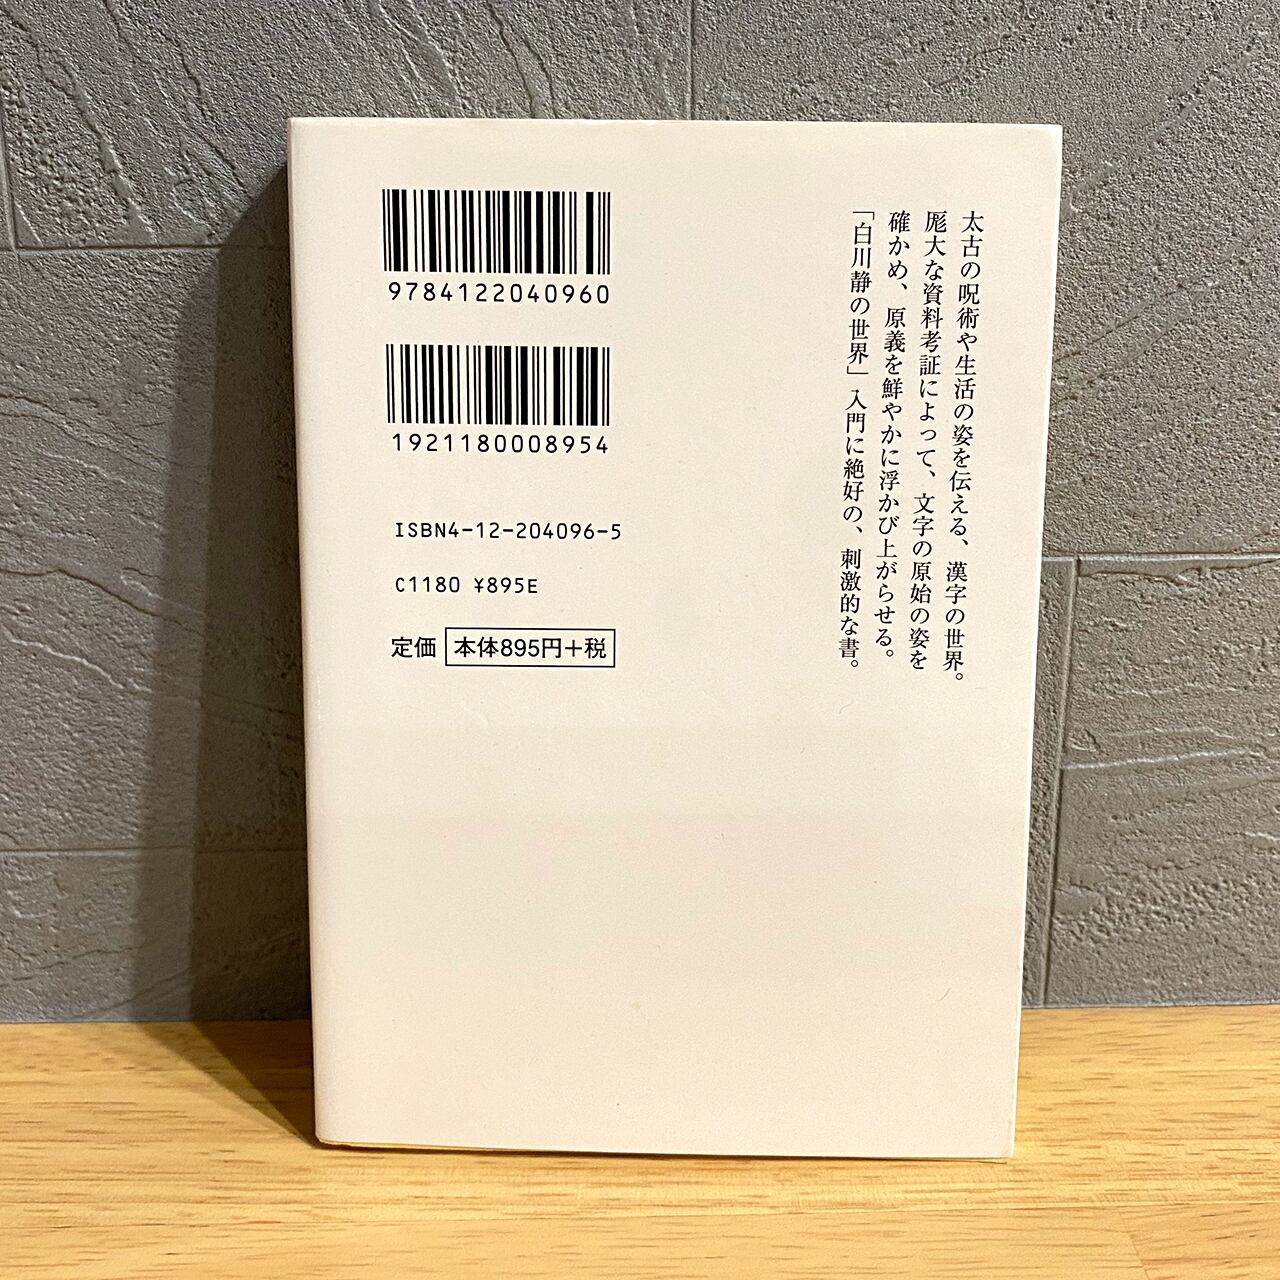 太古の呪術や生活の姿を伝える、漢字の世界。
厖大な資料考証によって、文字の原始の姿を
確かめ、原義を鮮やかに浮かび上がらせる。
「白川静の世界」入門に絶好の、刺激的な書。
9784122040960
1921180008954
ISBN4-12-204096-5
C1180 ¥895E
定価 本体895円+税